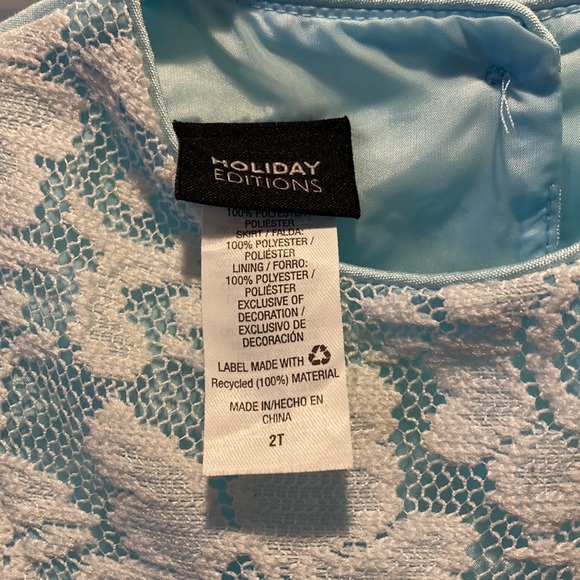 HOLIDAY
EDITIONS
100% POLYESTER /
POLIÉSTER
SKIRT / FALDA:
100% POLYESTER /
POLIÉSTER
LINING / FORRO:
100% POLYESTER /
POLIÉSTER
EXCLUSIVE OF
DECORATION /
EXCLUSIVO DE
DECORACIÓN
LABEL MADE WITH
Recycled (100%) MATERIAL
MADE IN/HECHO EN
CHINA
2T